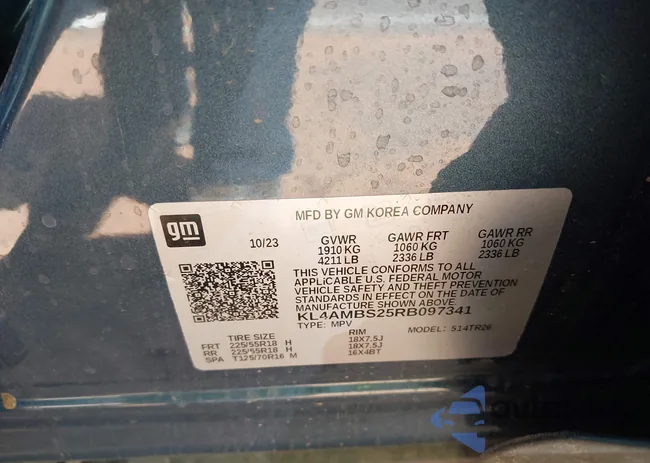 gm
MFD BY GM KOREA COMPANY
10/23 GVWR GAWR FRT GAWR RR
1910 KG 1060 KG 1060 KG
4211 LB 2336 LB 2336 LB
THIS VEHICLE CONFORMS TO ALL
APPLICABLE U.S. FEDERAL MOTOR
VEHICLE SAFETY AND THEFT PREVENTION
STANDARDS IN EFFECT ON THE DATE OF
MANUFACTURE SHOWN ABOVE.
KL4AMBS25RB097341
TYPE: MPV MODEL: 514TR26
TIRE SIZE RIM
FRT 225/55R18 H 18X7.5J
RR 225/55R18 H 18X7.5J
SPA T125/70R16 M 16X4BT